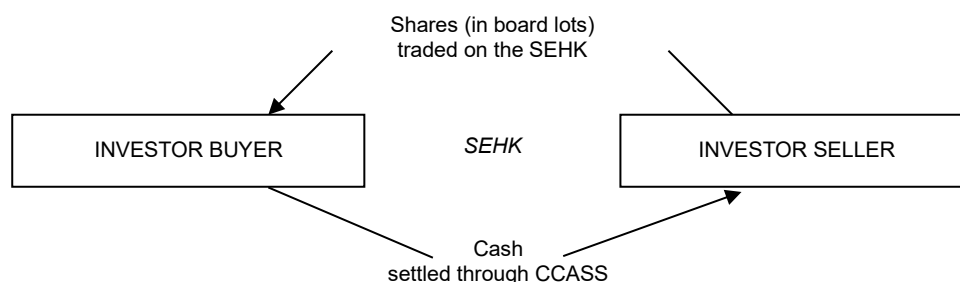 Shares (in board lots)
traded on the SEHK
INVESTOR BUYER
SEHK
INVESTOR SELLER
Cash
settled through CCASS